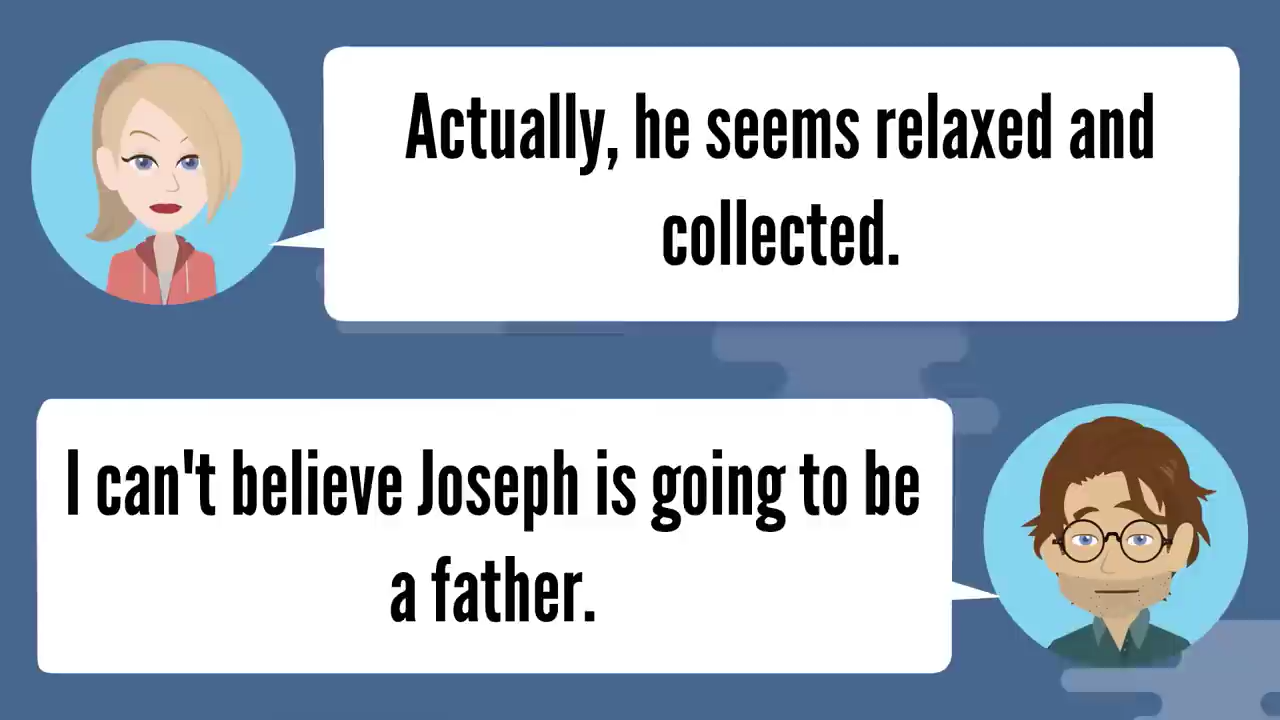 Actually, he seems relaxed and
collected.
I can't believe Joseph is going to be
a father.